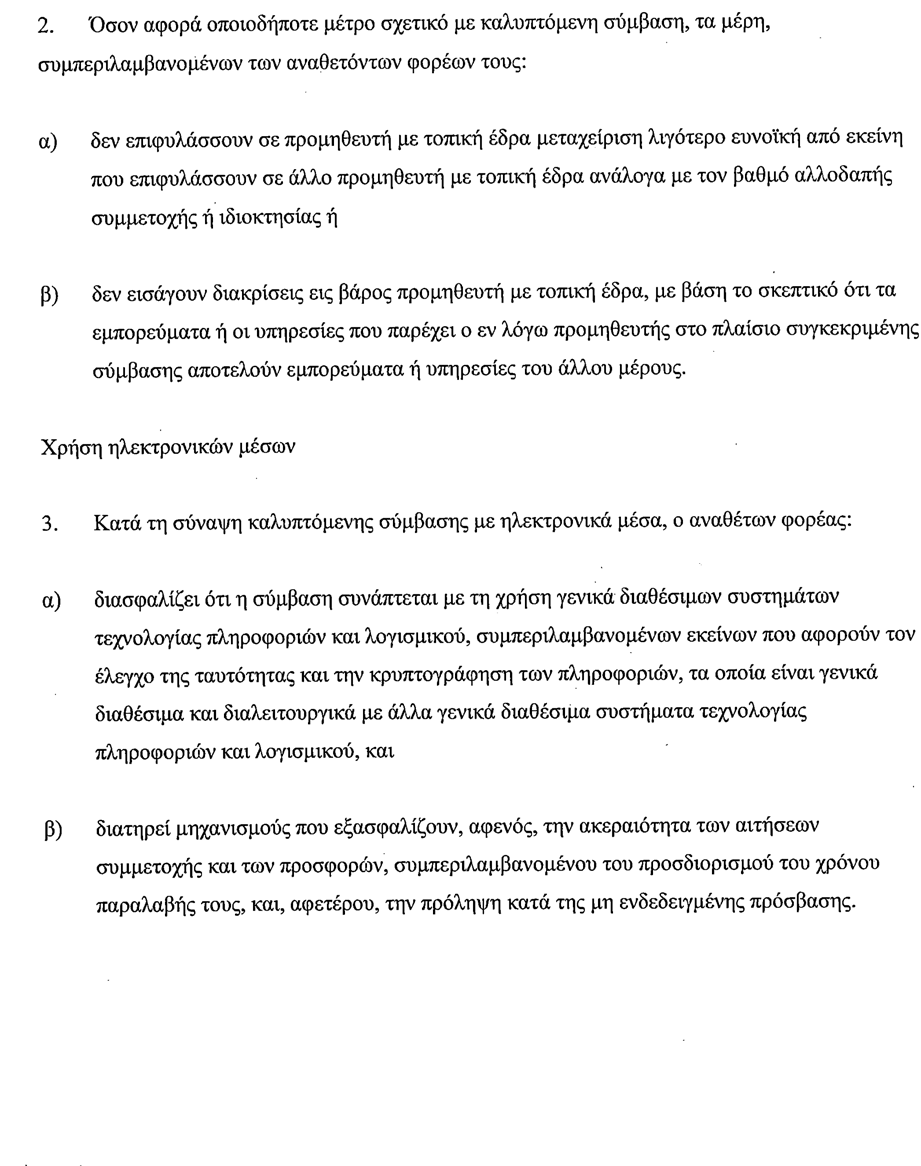 2. Όσον αφορά οποιοδήποτε μέτρο σχετικό με καλυπτόμενη σύμβαση, τα μέρη,
συμπεριλαμβανομένων των αναθετόντων φορέων τους:
α) δεν επιφυλάσσουν σε προμηθευτή με τοπική έδρα μεταχείριση λιγότερο ευνοϊκή από εκείνη
που επιφυλάσσουν σε άλλο προμηθευτή με τοπική έδρα ανάλογα με τον βαθμό αλλοδαπής
συμμετοχής ή ιδιοκτησίας ή
β) δεν εισάγουν διακρίσεις εις βάρος προμηθευτή με τοπική έδρα, με βάση το σκεπτικό ότι τα
εμπορεύματα ή οι υπηρεσίες που παρέχει ο εν λόγω προμηθευτής στο πλαίσιο συγκεκριμένης
σύμβασης αποτελούν εμπορεύματα ή υπηρεσίες του άλλου μέρους.
Χρήση ηλεκτρονικών μέσων
3. Κατά τη σύναψη καλυπτόμενης σύμβασης με ηλεκτρονικά μέσα, ο αναθέτων φορέας:
α) διασφαλίζει ότι η σύμβαση συνάπτεται με τη χρήση γενικά διαθέσιμων συστημάτων
τεχνολογίας πληροφοριών και λογισμικού, συμπεριλαμβανομένων εκείνων που αφορούν τον
έλεγχο της ταυτότητας και την κρυπτογράφηση των πληροφοριών, τα οποία είναι γενικά
διαθέσιμα και διαλειτουργικά με άλλα γενικά διαθέσιμα συστήματα τεχνολογίας
πληροφοριών και λογισμικού, και
β) διατηρεί μηχανισμούς που εξασφαλίζουν, αφενός, την ακεραιότητα των αιτήσεων
συμμετοχής και των προσφορών, συμπεριλαμβανομένου του προσδιορισμού του χρόνου
παραλαβής τους, και, αφετέρου, την πρόληψη κατά της μη ενδεδειγμένης πρόσβασης.